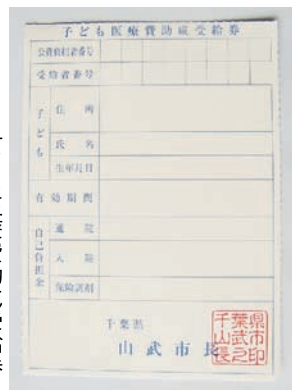 子ども医療費助成受給券
公費負担者番号
受給者番号
子ども
住所
氏名
生年月日
有効期間
自己負担金
通院
入院
保険調剤
千葉県
山武市長
千葉県
山武市
長之印